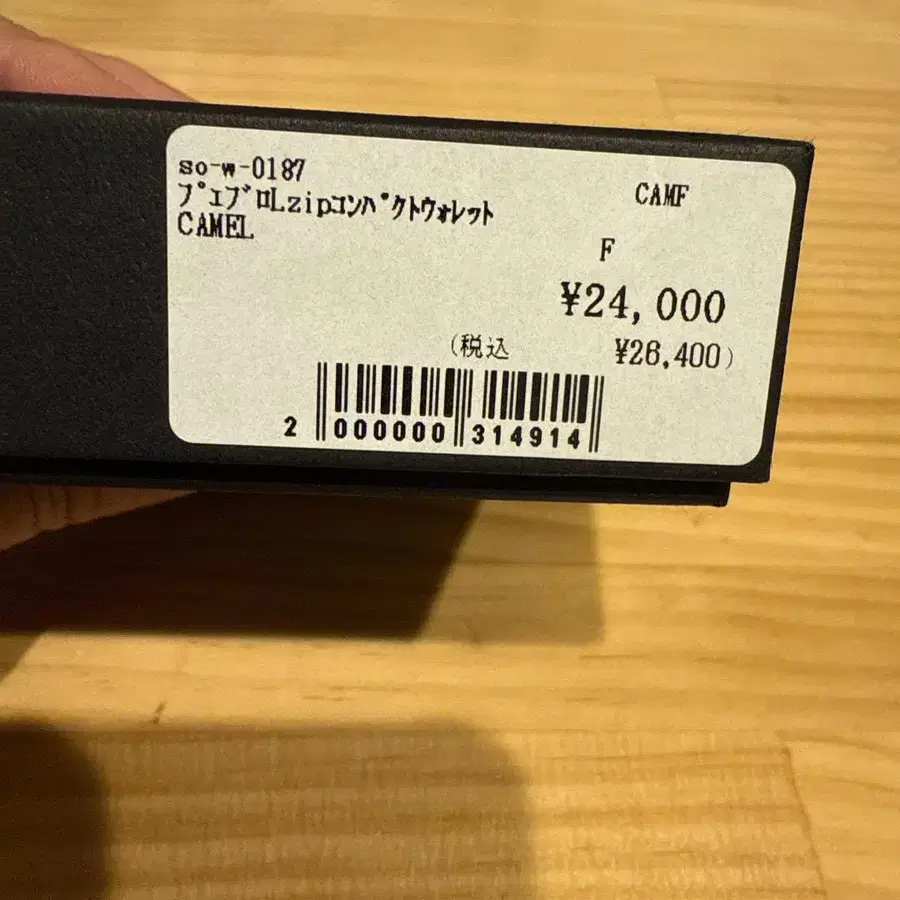 so-w-0187
CAMF
ﾌﾟｴﾌﾞﾛLzipｺﾝﾊﾟｸﾄｳｫﾚｯﾄ
CAMEL
F
¥24,000
(税込 ¥26,400)
2 000000 314914